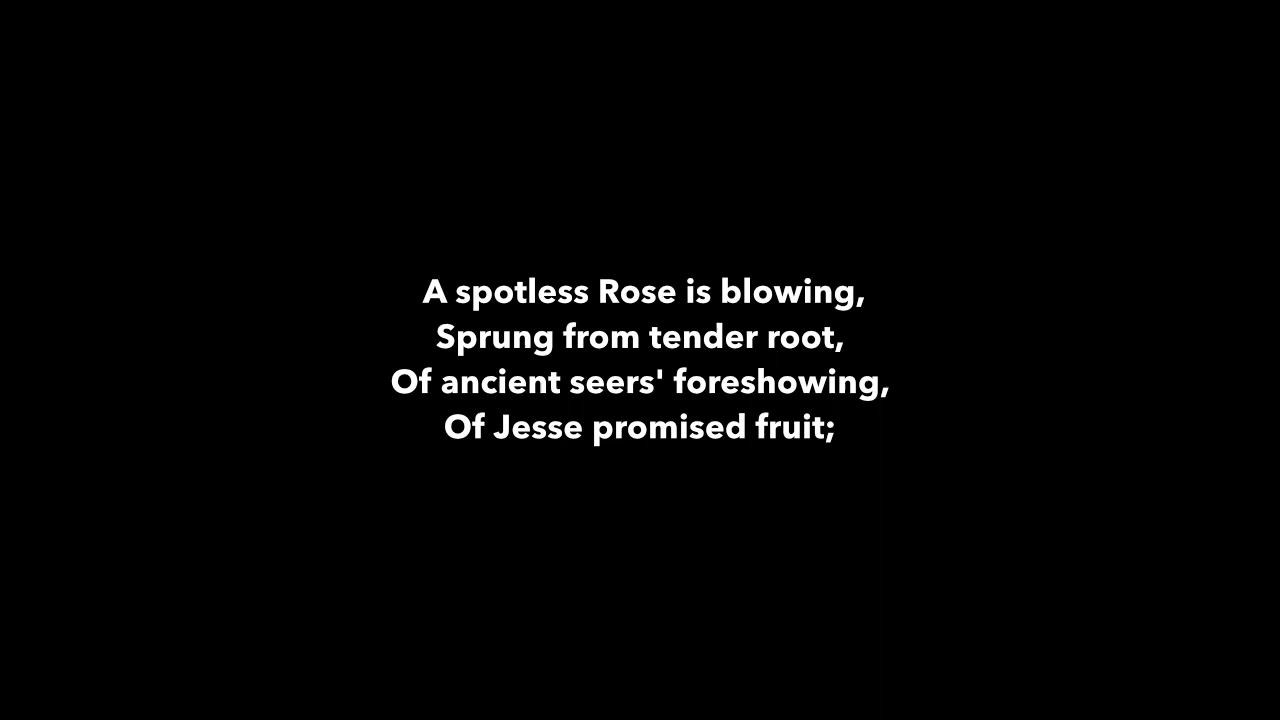 A spotless Rose is blowing,
Sprung from tender root,
Of ancient seers' foreshowing,
Of Jesse promised fruit;